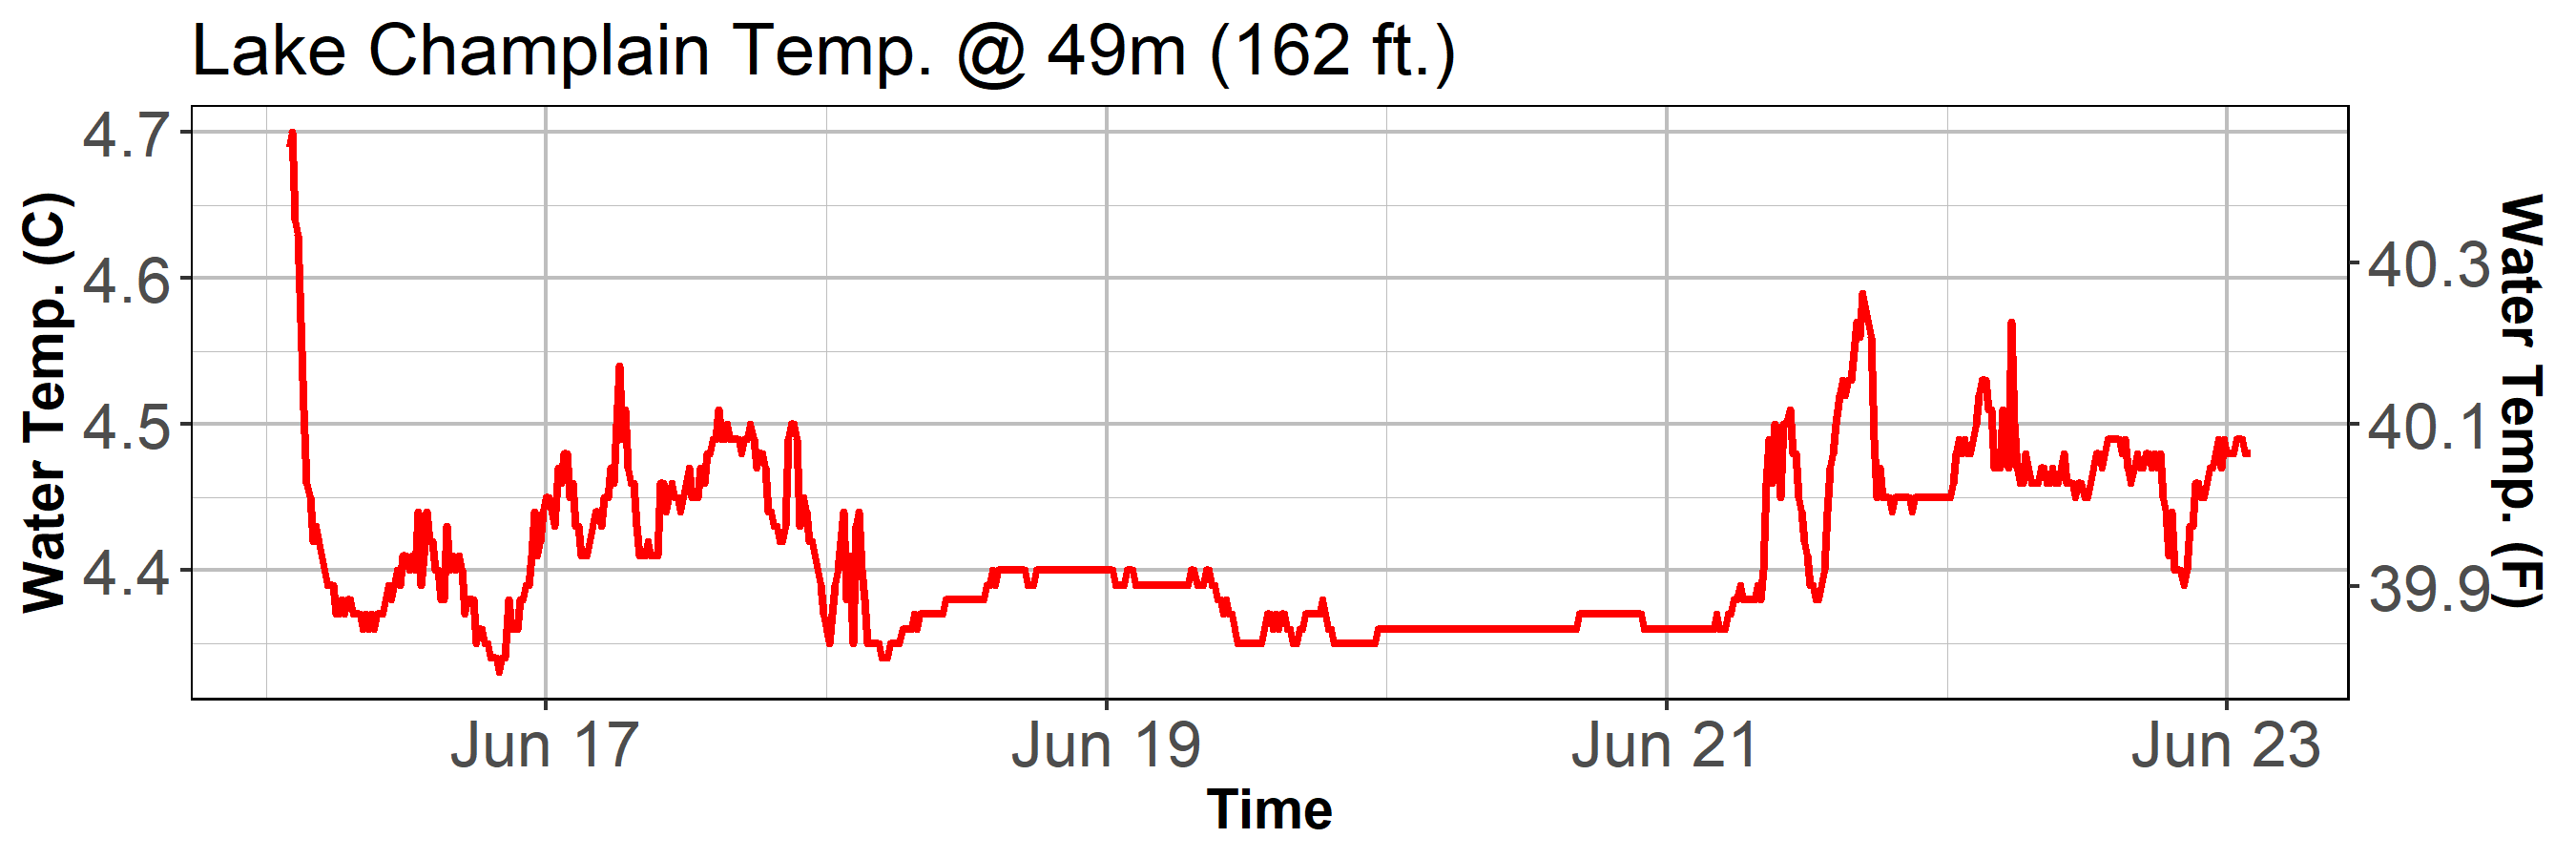 Lake Champlain Temp. @ 49m (162 ft.)
Water Temp. (C)
4.7
4.6
4.5
4.4
40.3
40.1
39.9
Water Temp. (F)
Jun 17 Jun 19 Jun 21 Jun 23
Time